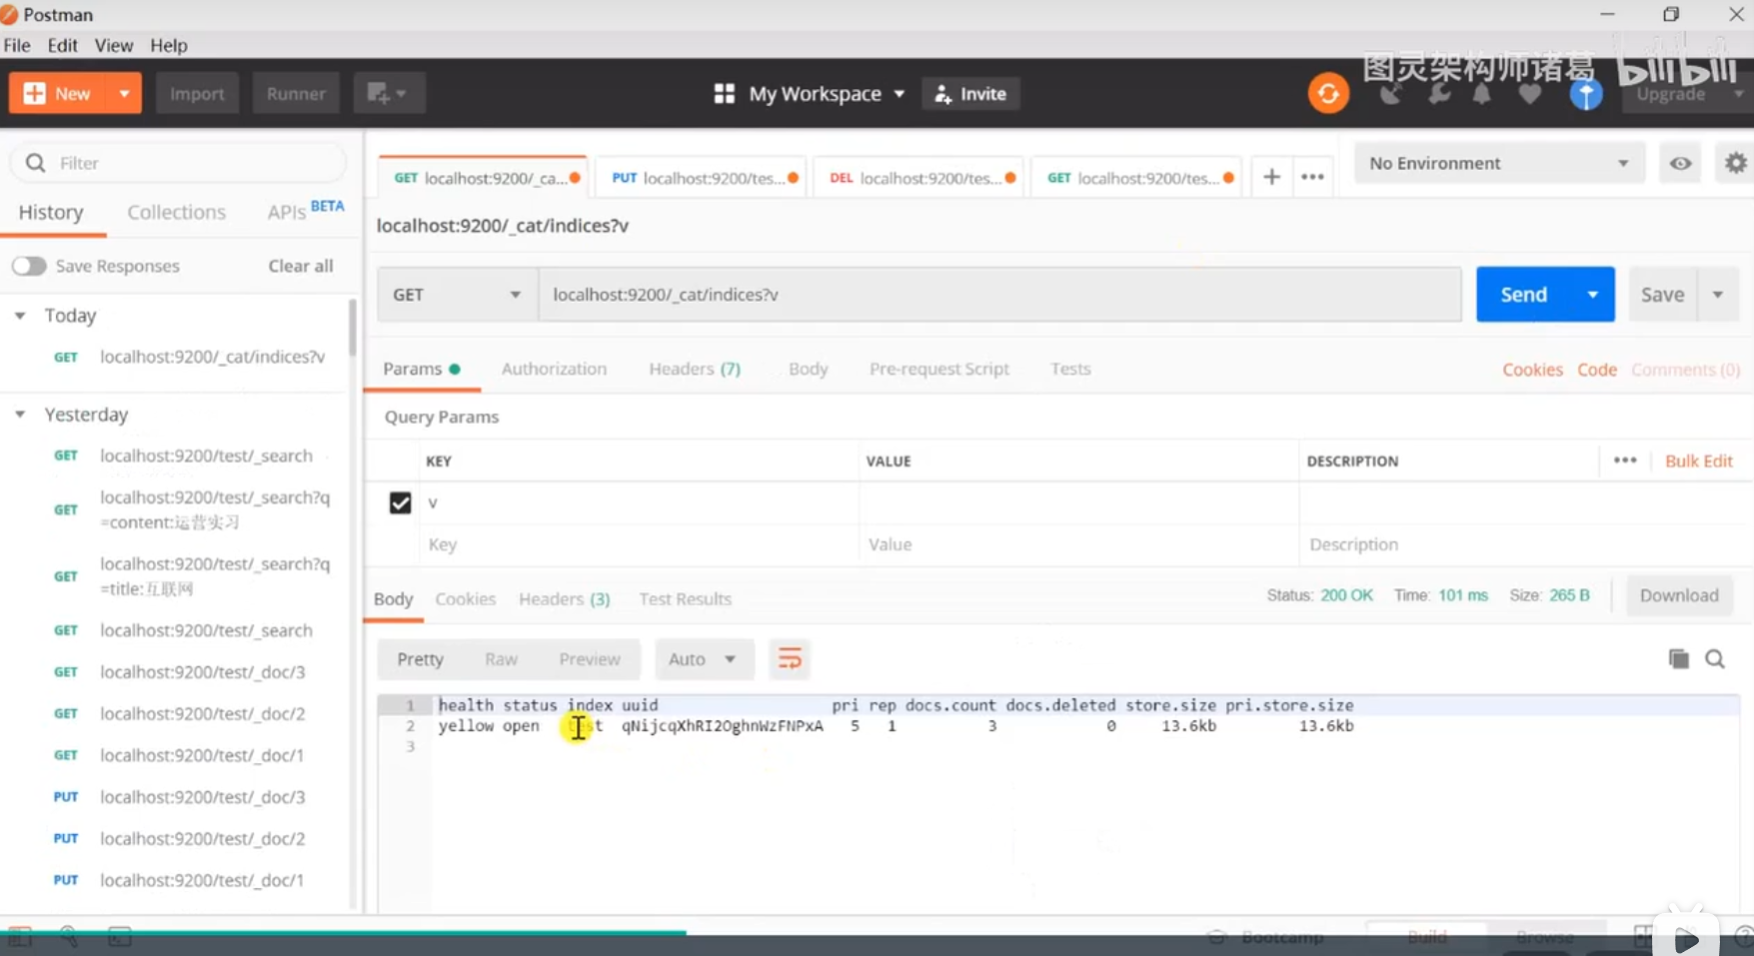 Postman
File Edit View Help
图灵架构师诸葛 bilibili
New Import Runner My Workspace Invite Upgrade
Filter
History Collections APIs BETA
Save Responses Clear all
Today
GET localhost:9200/_cat/indices?v
Yesterday
GET localhost:9200/test/_search
GET localhost:9200/test/_search?q
=content:运营实习
GET localhost:9200/test/_search?q
=title:互联网
GET localhost:9200/test/_search
GET localhost:9200/test/_doc/3
GET localhost:9200/test/_doc/2
GET localhost:9200/test/_doc/1
PUT localhost:9200/test/_doc/3
PUT localhost:9200/test/_doc/2
PUT localhost:9200/test/_doc/1
GET localhost:9200/_ca... PUT localhost:9200/tes... DEL localhost:9200/tes... GET localhost:9200/tes... No Environment
localhost:9200/_cat/indices?v
GET localhost:9200/_cat/indices?v Send Save
Params Authorization Headers (7) Body Pre-request Script Tests Cookies Code Comments (0)
Query Params
KEY VALUE DESCRIPTION Bulk Edit
v
Key Value Description
Body Cookies Headers (3) Test Results Status: 200 OK Time: 101 ms Size: 265 B Download
Pretty Raw Preview Auto
1 health status index uuid pri rep docs.count docs.deleted store.size pri.store.size
2 yellow open test qNijcqXhRI2OghnWzFNPxA 5 1 3 0 13.6kb 13.6kb
3
Bootcamp Build Browse